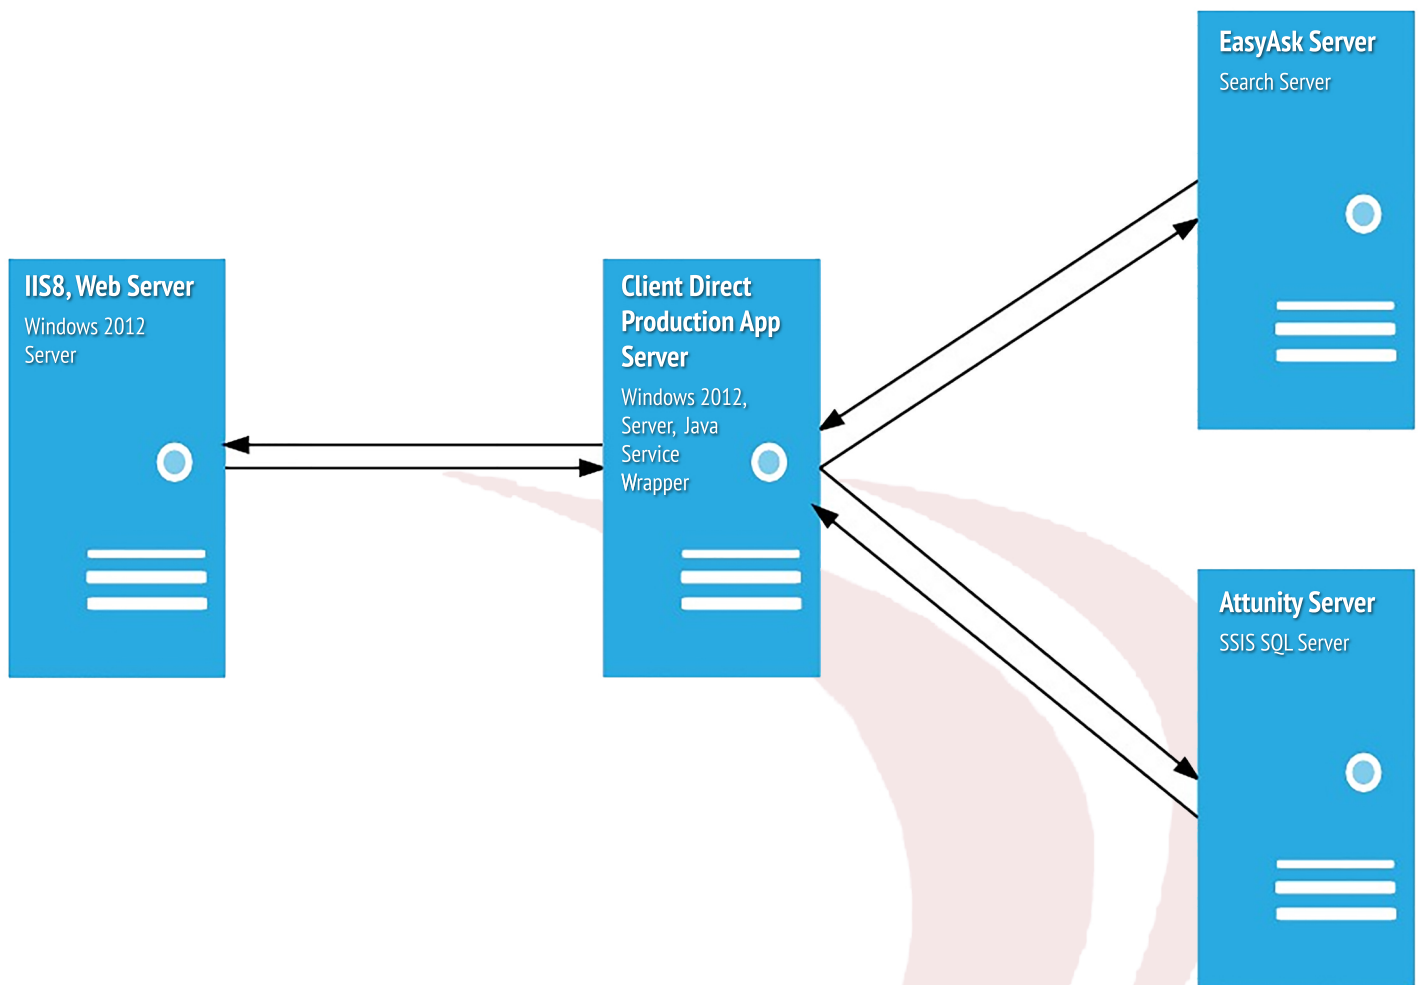 EasyAsk Server
Search Server
IIS8, Web Server
Windows 2012
Server
Client Direct
Production App
Server
Windows 2012,
Server, Java
Service
Wrapper
Attunity Server
SSIS SQL Server